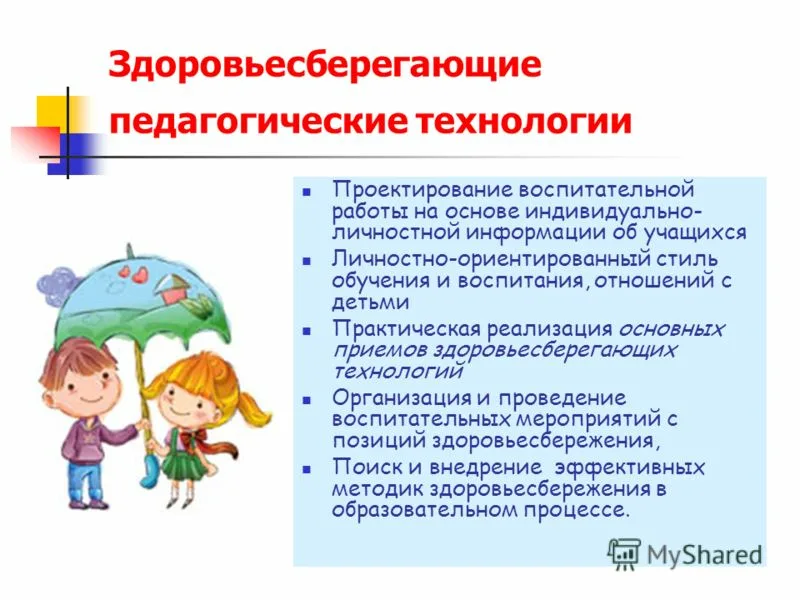 Здоровьесберегающие
педагогические технологии
Проектирование воспитательной
работы на основе индивидуально-
личностной информации об учащихся
Личностно-ориентированный стиль
обучения и воспитания, отношений с
детьми
Практическая реализация основных
приемов здоровьесберегающих
технологий
Организация и проведение
воспитательных мероприятий с
позиций здоровьесбережения,
Поиск и внедрение эффективных
методик здоровьесбережения в
образовательном процессе.
MyShared